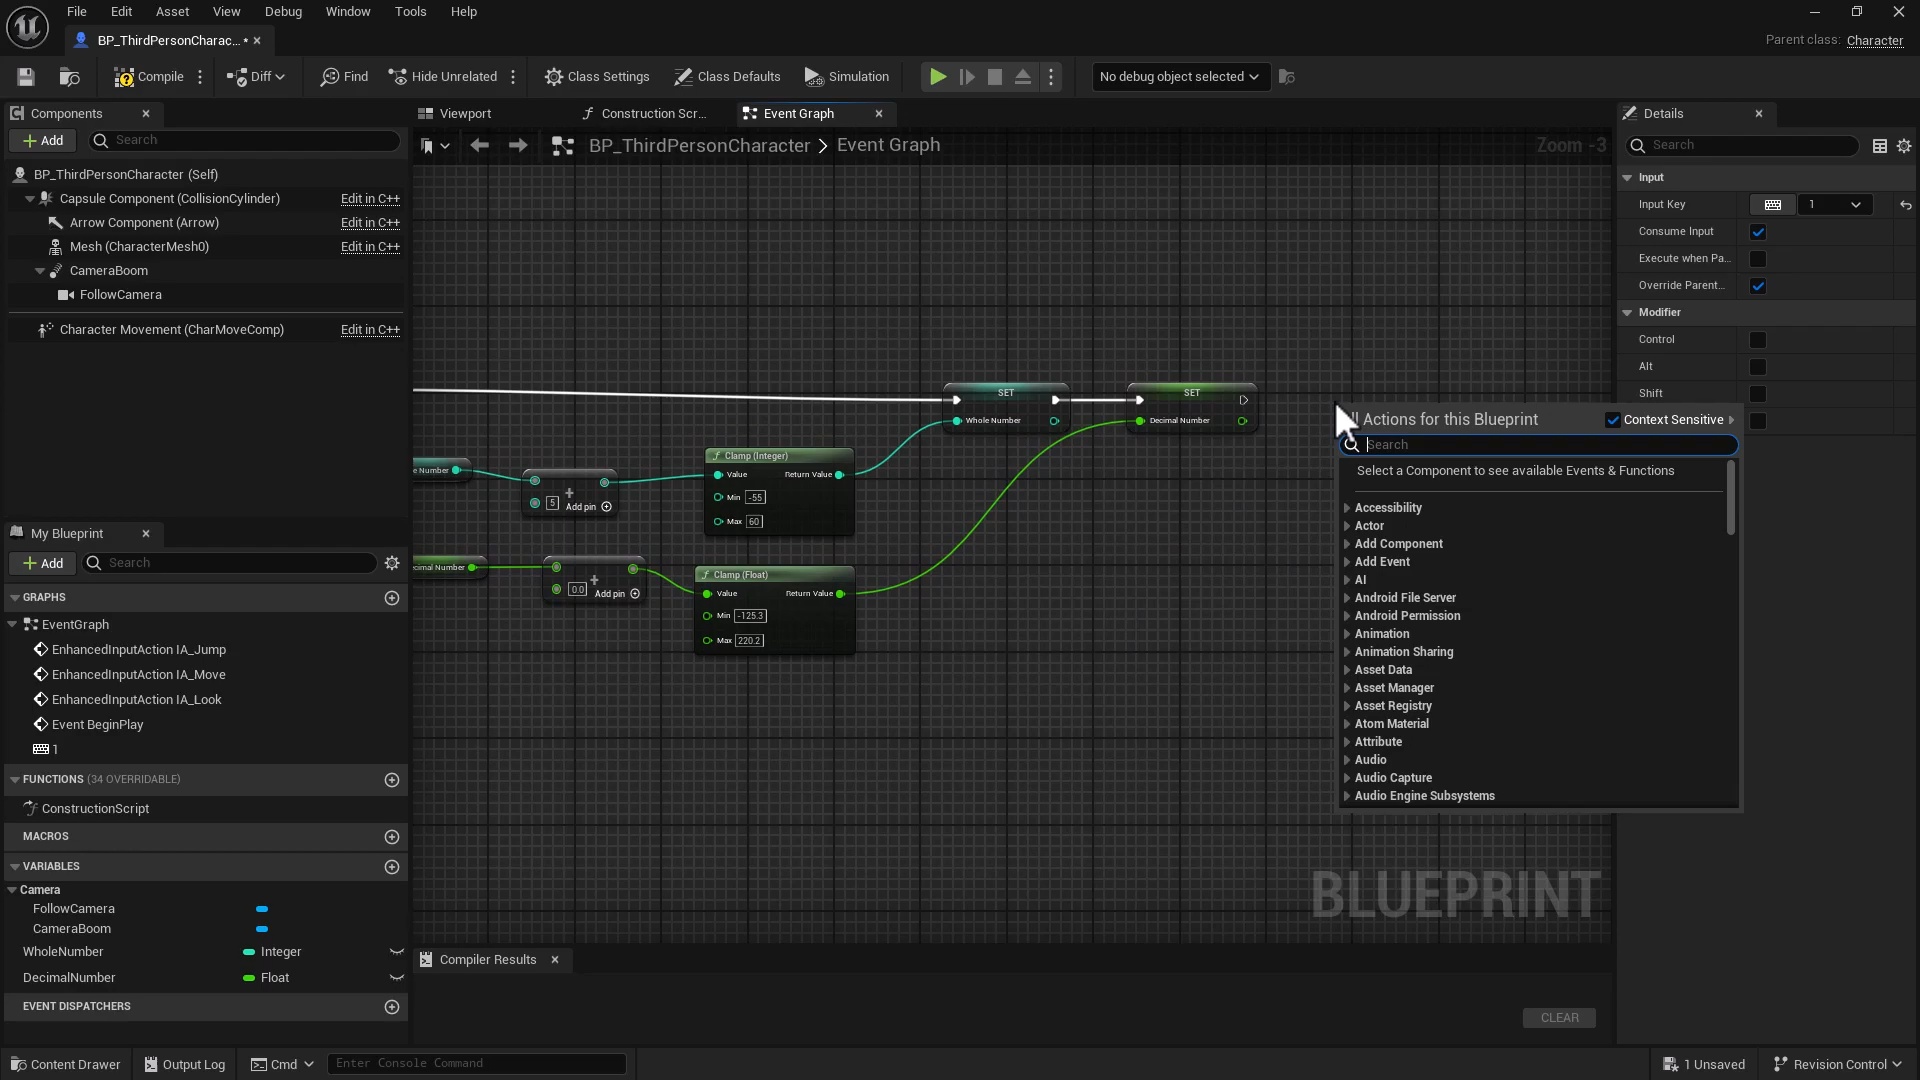 File Edit Asset View Debug Window Tools Help
BP_ThirdPersonCharac... •
Parent class: Character
Compile Diff Find Hide Unrelated Class Settings Class Defaults Simulation No debug object selected
Components
Add Search
BP_ThirdPersonCharacter (Self)
Capsule Component (CollisionCylinder) Edit in C++
Arrow Component (Arrow) Edit in C++
Mesh (CharacterMesh0) Edit in C++
CameraBoom
FollowCamera
Character Movement (CharMoveComp) Edit in C++
My Blueprint
Add Search
GRAPHS
EventGraph
EnhancedInputAction IA_Jump
EnhancedInputAction IA_Move
EnhancedInputAction IA_Look
Event BeginPlay
1
FUNCTIONS (34 OVERRIDABLE)
ConstructionScript
MACROS
VARIABLES
Camera
FollowCamera
CameraBoom
WholeNumber Integer
DecimalNumber Float
EVENT DISPATCHERS
Viewport Construction Scr... Event Graph
BP_ThirdPersonCharacter > Event Graph Zoom -3
SET
Whole Number
SET
Decimal Number
e Number
5 Add pin
Clamp (Integer)
Value Return Value
Min -55
Max 60
cimal Number
0.0 Add pin
Clamp (Float)
Value Return Value
Min -125.3
Max 220.2
BLUEPRINT
Actions for this Blueprint Context Sensitive
Search
Select a Component to see available Events & Functions
Accessibility
Actor
Add Component
Add Event
AI
Android File Server
Android Permission
Animation
Animation Sharing
Asset Data
Asset Manager
Asset Registry
Atom Material
Attribute
Audio
Audio Capture
Audio Engine Subsystems
Details
Search
Input
Input Key 1
Consume Input
Execute when Pa...
Override Parent...
Modifier
Control
Alt
Shift
Compiler Results
CLEAR
Content Drawer Output Log Cmd Enter Console Command 1 Unsaved Revision Control